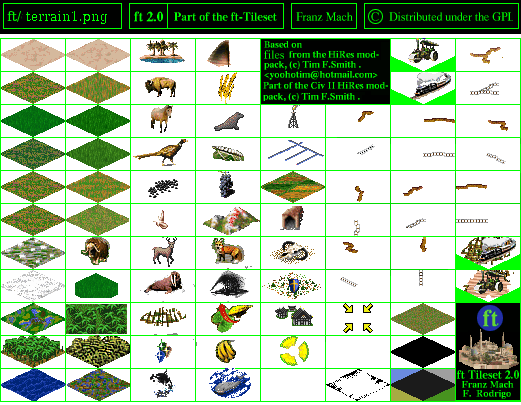 ft/ terrain1.png
ft 2.0
Part of the ft-Tileset
Franz Mach
© Distributed under the GPL
Based on
files from the HiRes mod-
pack, (c) Tim F.Smith .
<yoohotim@hotmail.com>
Part of the Civ II HiRes mod-
pack, (c) Tim F.Smith .
ft
ft Tileset 2.0
Franz Mach
F. Rodrigo